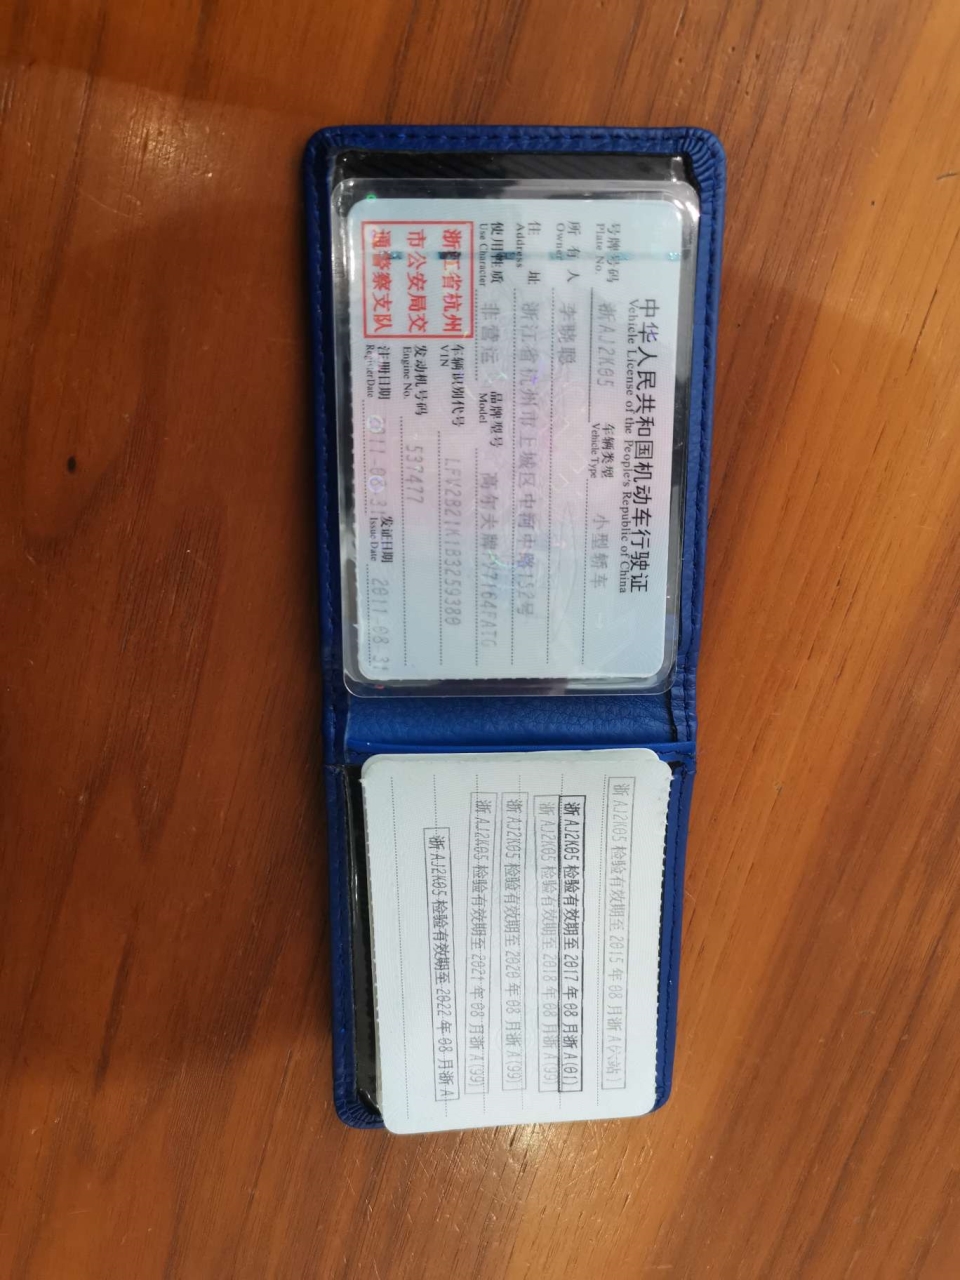 中华人民共和国机动车行驶证
Vehicle License of the People's Republic of China
号牌号码 浙AJ2K05 车辆类型 小型轿车
Plate No. Vehicle Type
所有人 李晓聪
Owner
住址 浙江省杭州市上城区中河中路152号
Address
使用性质 非营运 品牌型号 高尔夫牌FV7164FATG
Use Character Model
浙江省杭州
市公安局交
通警察支队
车辆识别代号 LFV2B21K1B3259380
VIN
发动机号码 537477
Engine No.
注册日期 2011-08-31 发证日期 2011-08-31
Register Date Issue Date
浙AJ2K05检验有效期至2015年08月浙A(六站)
浙AJ2K05检验有效期至2017年08月浙A(01)
浙AJ2K05检验有效期至2018年08月浙A(99)
浙AJ2K05检验有效期至2020年08月浙A(99)
浙AJ2K05检验有效期至2021年08月浙A(99)
浙AJ2K05检验有效期至2022年08月浙A